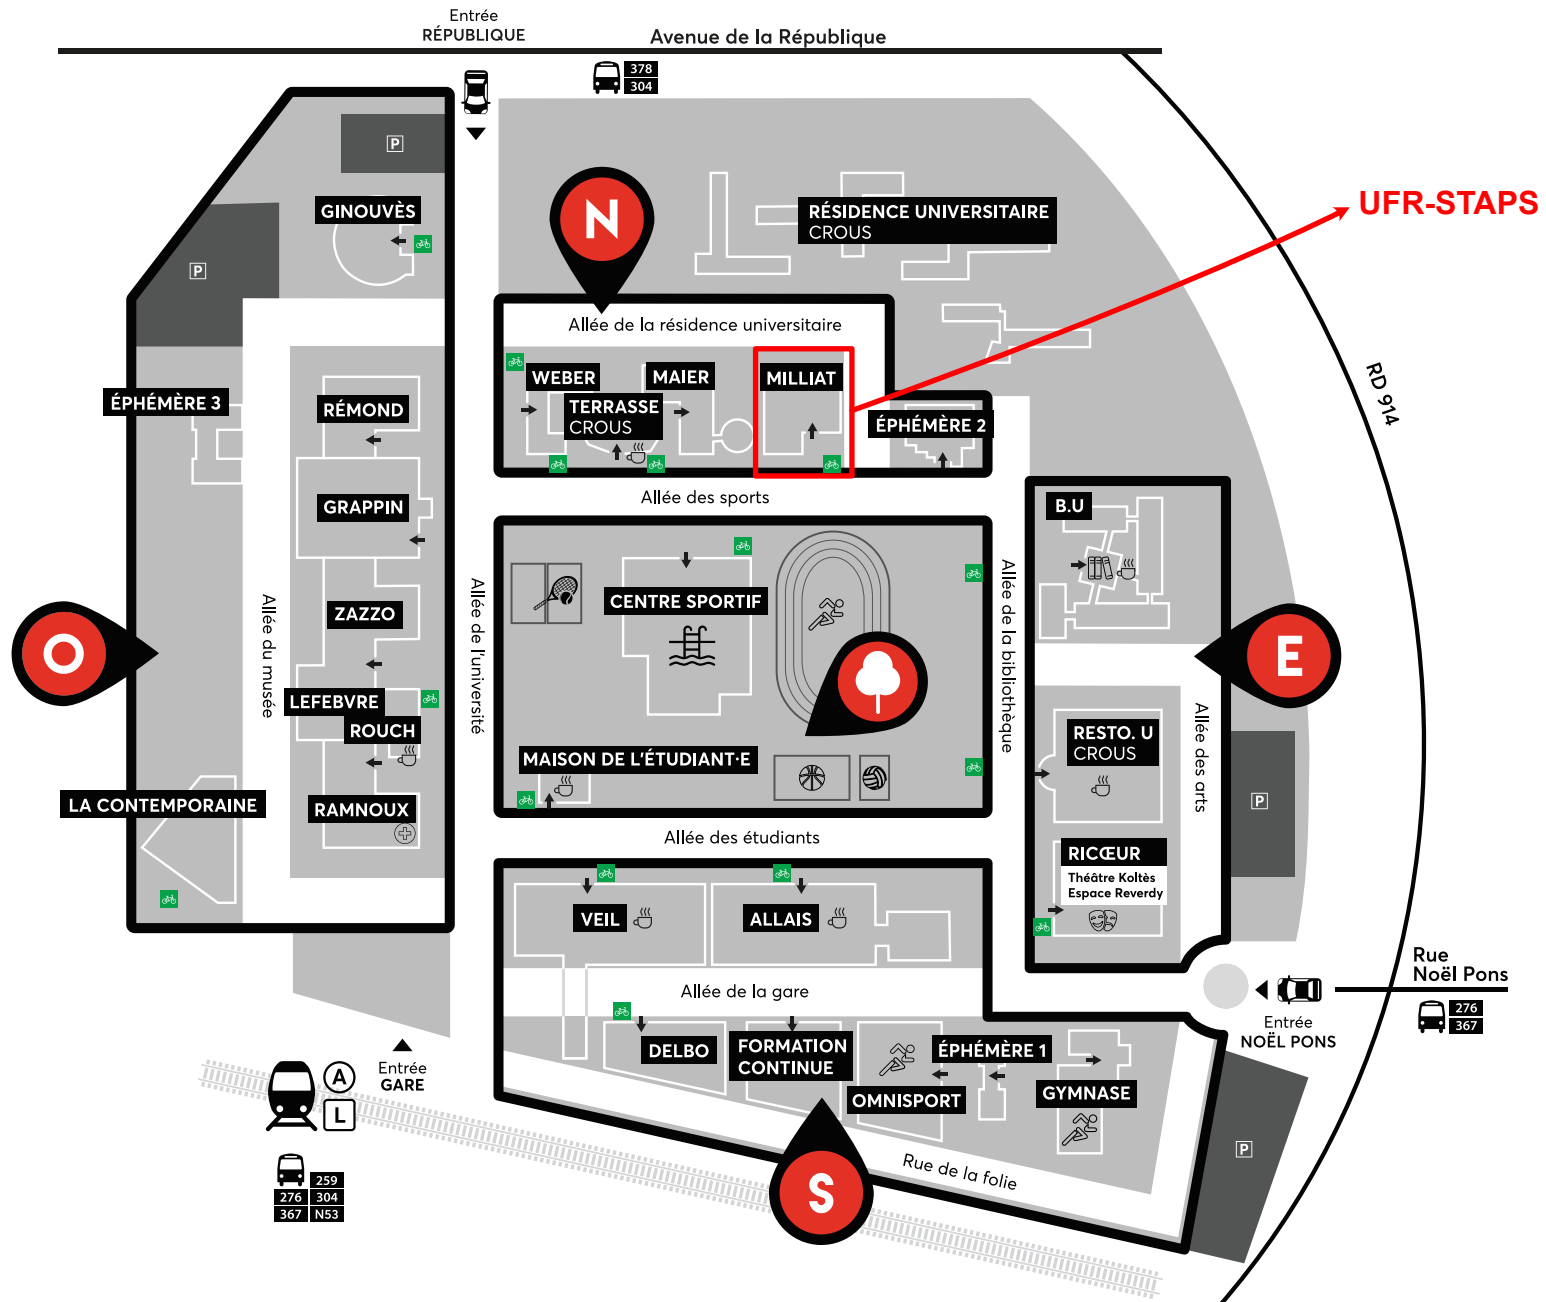 Entrée
RÉPUBLIQUE
Avenue de la République
378
304
P
GINOUVÈS
P
N
RÉSIDENCE UNIVERSITAIRE
CROUS
UFR-STAPS
Allée de la résidence universitaire
WEBER
MAIER
MILLIAT
TERRASSE
CROUS
ÉPHÉMÈRE 2
RD 914
ÉPHÉMÈRE 3
RÉMOND
GRAPPIN
Allée des sports
B.U
ZAZZO
CENTRE SPORTIF
Allée du musée
Allée de l'université
Allée de la bibliothèque
O
E
LEFEBVRE
ROUCH
RESTO. U
CROUS
Allée des arts
MAISON DE L'ÉTUDIANT·E
LA CONTEMPORAINE
RAMNOUX
P
Allée des étudiants
RICŒUR
Théâtre Koltès
Espace Reverdy
VEIL
ALLAIS
Rue
Noël Pons
Allée de la gare
276
367
Entrée
NOËL PONS
DELBO
FORMATION
CONTINUE
ÉPHÉMÈRE 1
OMNISPORT
GYMNASE
Entrée
GARE
A
L
P
Rue de la folie
S
259
276
304
367
N53